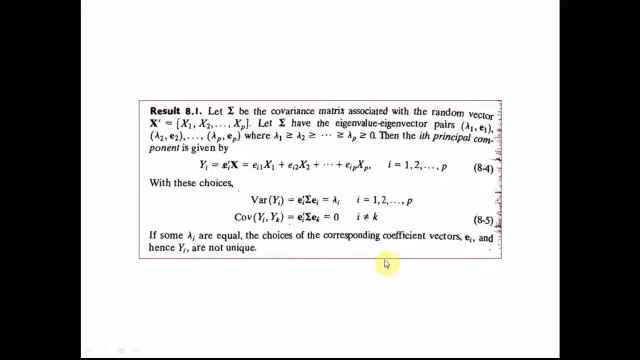 Result 8.1. Let Σ be the covariance matrix associated with the random vector
X' = [X₁, X₂, ..., Xₚ]. Let Σ have the eigenvalue-eigenvector pairs (λ₁, e₁),
(λ₂, e₂), ..., (λₚ, eₚ) where λ₁ ≥ λ₂ ≥ ⋯ ≥ λₚ ≥ 0. Then the ith principal com-
ponent is given by
Yᵢ = e'ᵢX = eᵢ₁X₁ + eᵢ₂X₂ + ⋯ + eᵢₚXₚ, i = 1, 2, ..., p (8-4)
With these choices,
Var(Yᵢ) = e'ᵢΣeᵢ = λᵢ i = 1, 2, ..., p
Cov(Yᵢ, Yₖ) = e'ᵢΣeₖ = 0 i ≠ k (8-5)
If some λᵢ are equal, the choices of the corresponding coefficient vectors, eᵢ, and
hence Yᵢ, are not unique.